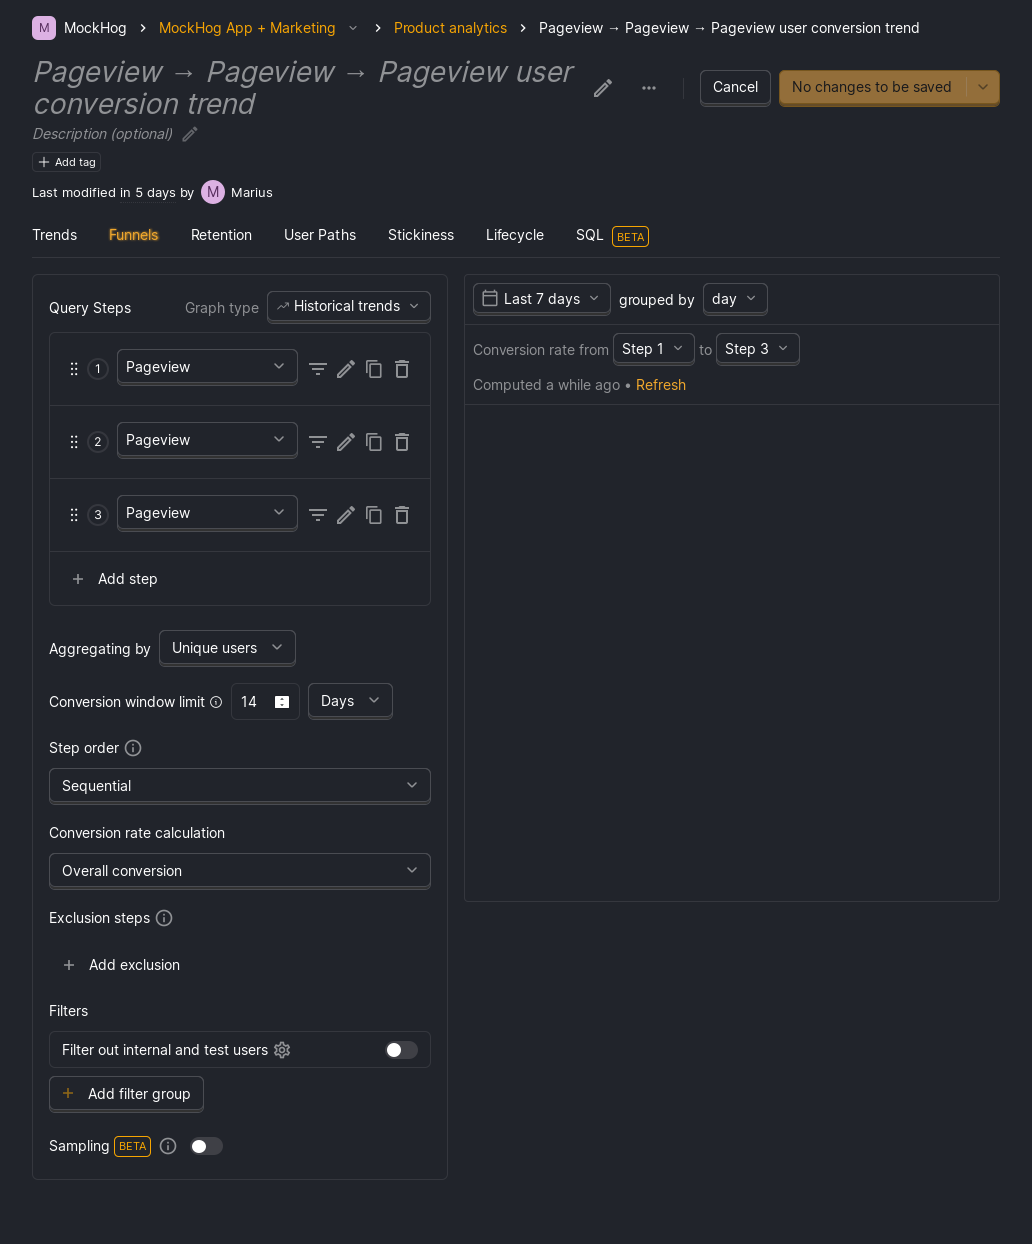 M MockHog > MockHog App + Marketing > Product analytics > Pageview → Pageview → Pageview user conversion trend
Pageview → Pageview → Pageview user
conversion trend
Cancel
No changes to be saved
Description (optional)
+ Add tag
Last modified in 5 days by M Marius
Trends Funnels Retention User Paths Stickiness Lifecycle SQL BETA
Query Steps Graph type Historical trends
1 Pageview
2 Pageview
3 Pageview
+ Add step
Aggregating by Unique users
Conversion window limit 14 Days
Step order
Sequential
Conversion rate calculation
Overall conversion
Exclusion steps
+ Add exclusion
Filters
Filter out internal and test users
+ Add filter group
Sampling BETA
Last 7 days grouped by day
Conversion rate from Step 1 to Step 3
Computed a while ago • Refresh